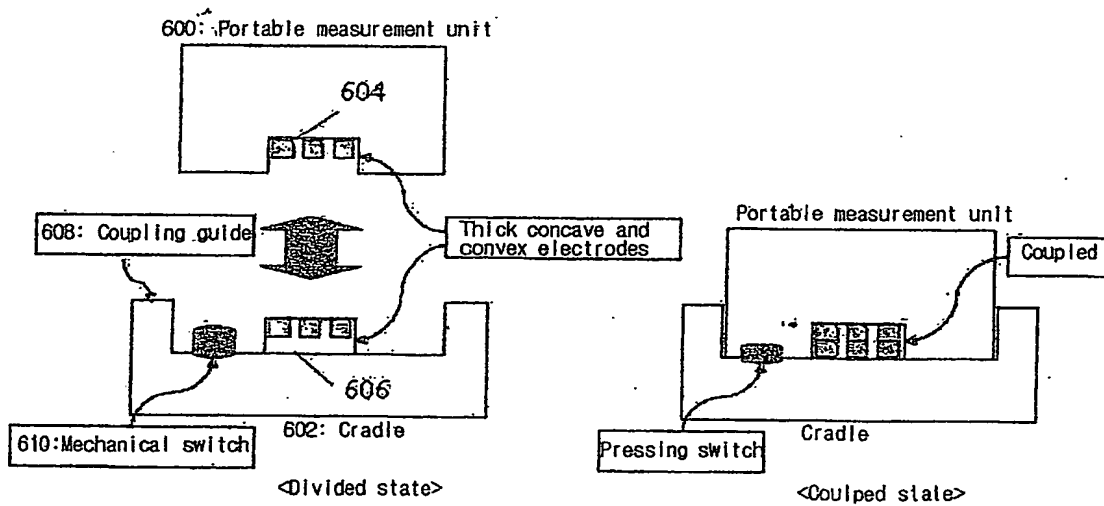 600: Portable measurement unit
604
608: Coupling guide
Thick concave and
convex electrodes
606
610:Mechanical switch
602: Cradle
<Divided state>
Portable measurement unit
Coupled
Pressing switch
Cradle
<Coulped state>